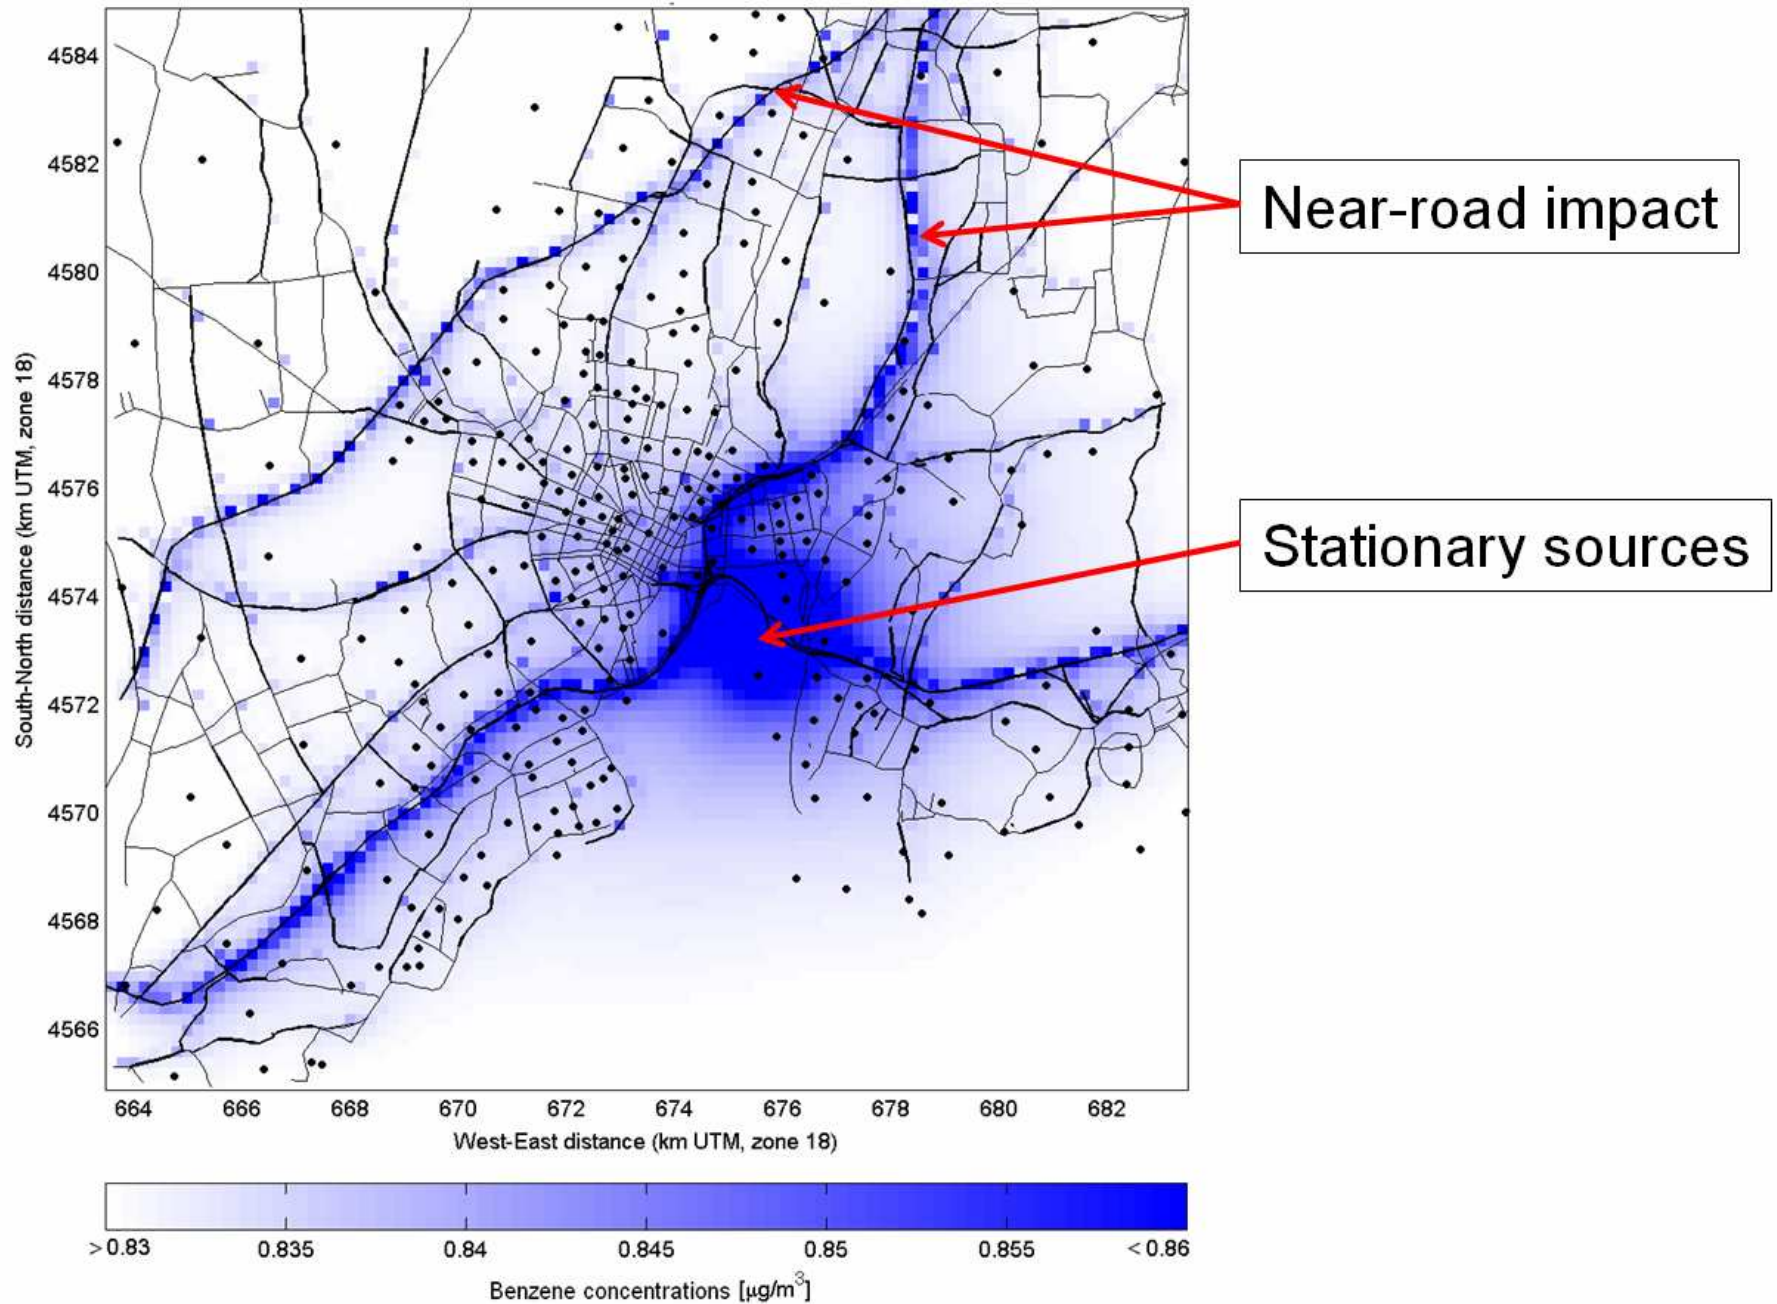 4584
4582
4580
4578
4576
4574
4572
4570
4568
4566
South-North distance (km UTM, zone 18)
664 666 668 670 672 674 676 678 680 682
West-East distance (km UTM, zone 18)
Near-road impact
Stationary sources
>0.83 0.835 0.84 0.845 0.85 0.855 <0.86
Benzene concentrations [μg/m³]